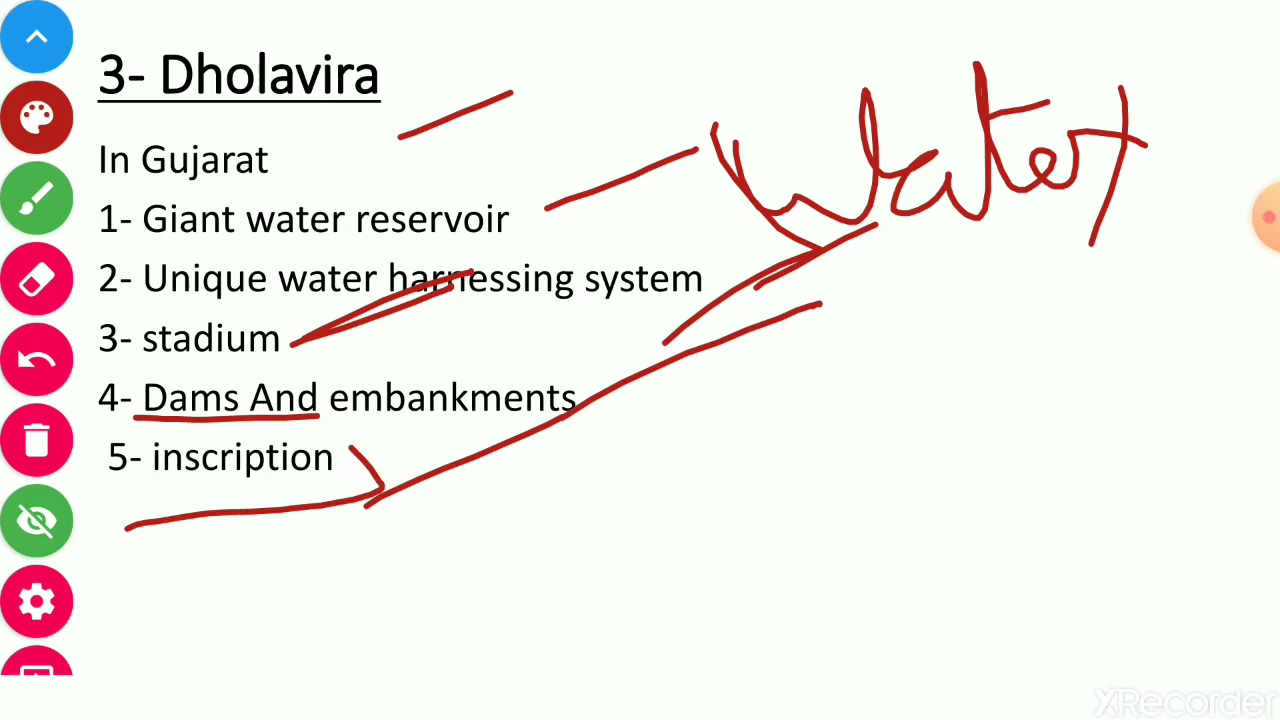 3- Dholavira
In Gujarat
1- Giant water reservoir
2- Unique water harnessing system
3- stadium
4- Dams And embankments
5- inscription
Water
XRecorder